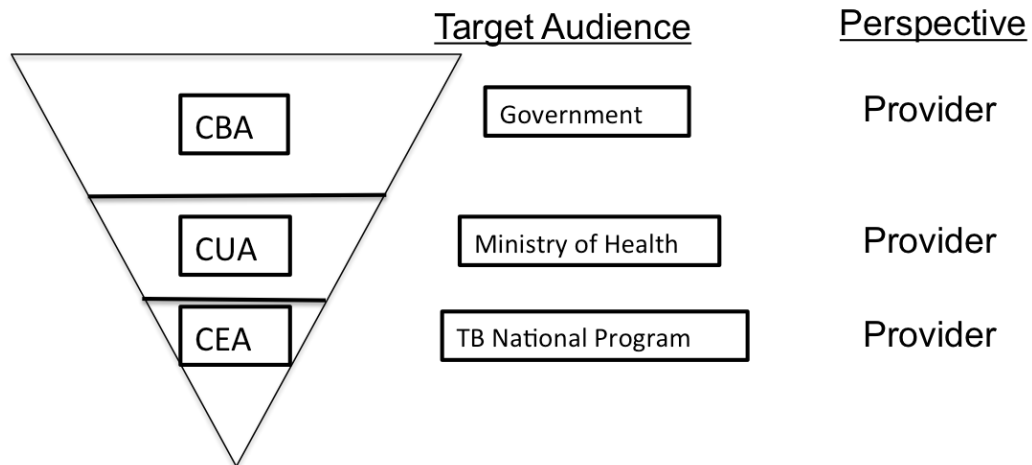 Target Audience Perspective
CBA Government Provider
CUA Ministry of Health Provider
CEA TB National Program Provider